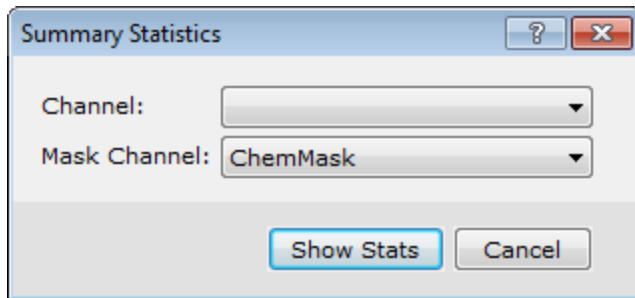 Summary Statistics
Channel:
Mask Channel: ChemMask
Show Stats Cancel